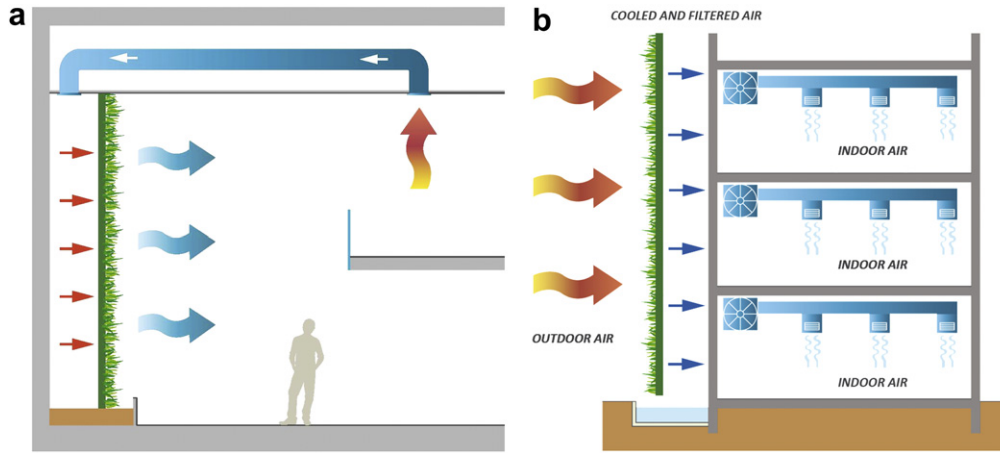 a
b
COOLED AND FILTERED AIR
INDOOR AIR
INDOOR AIR
OUTDOOR AIR
INDOOR AIR